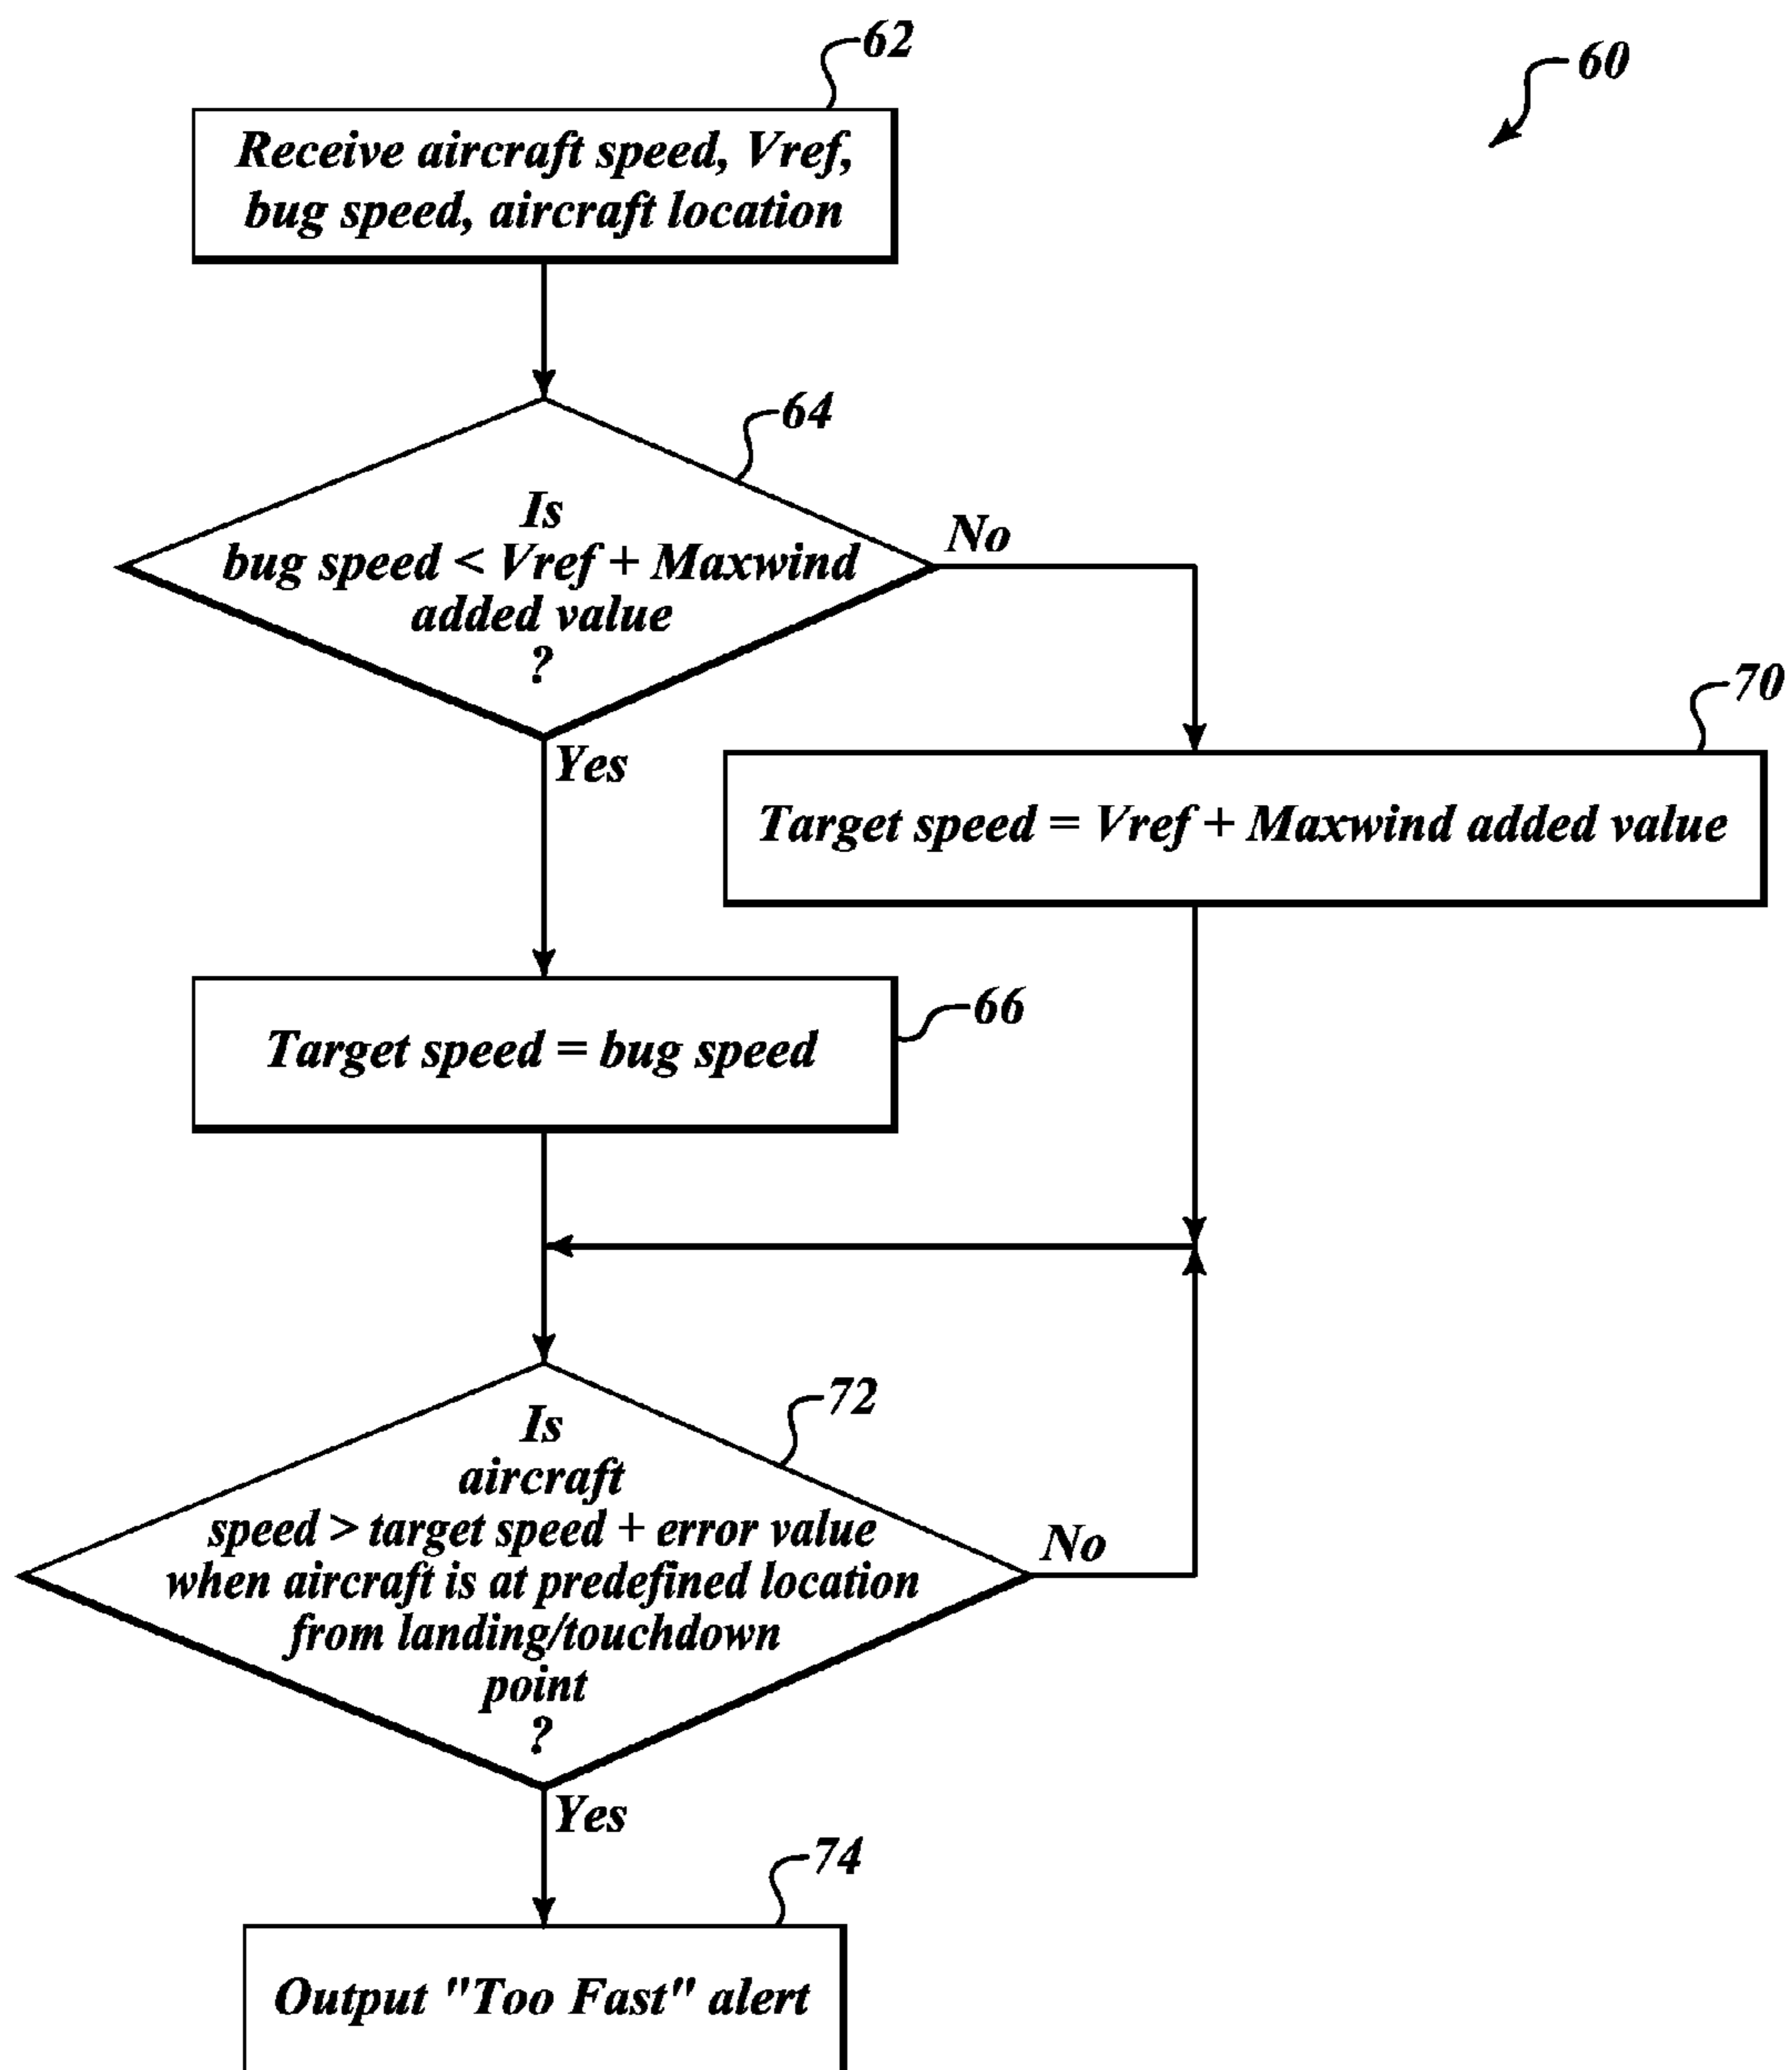 62
60
Receive aircraft speed, Vref,
bug speed, aircraft location
64
Is
bug speed < Vref + Maxwind
added value
?
No
Yes
70
Target speed = Vref + Maxwind added value
66
Target speed = bug speed
72
Is
aircraft
speed > target speed + error value
when aircraft is at predefined location
from landing/touchdown
point
?
No
Yes
74
Output "Too Fast" alert